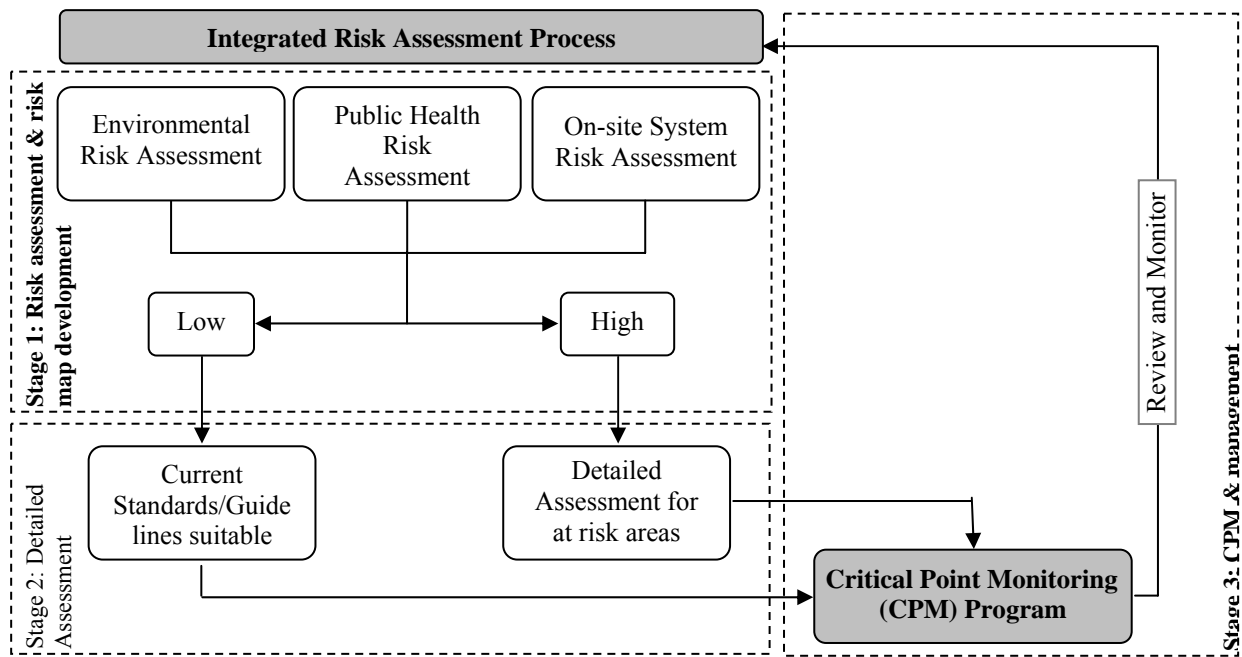 Integrated Risk Assessment Process
Stage 1: Risk assessment & risk
map development
Environmental
Risk Assessment
Public Health
Risk
Assessment
On-site System
Risk Assessment
Low
High
Stage 2: Detailed
Assessment
Current
Standards/Guide
lines suitable
Detailed
Assessment for
at risk areas
Critical Point Monitoring
(CPM) Program
Review and Monitor
Stage 3: CPM & management